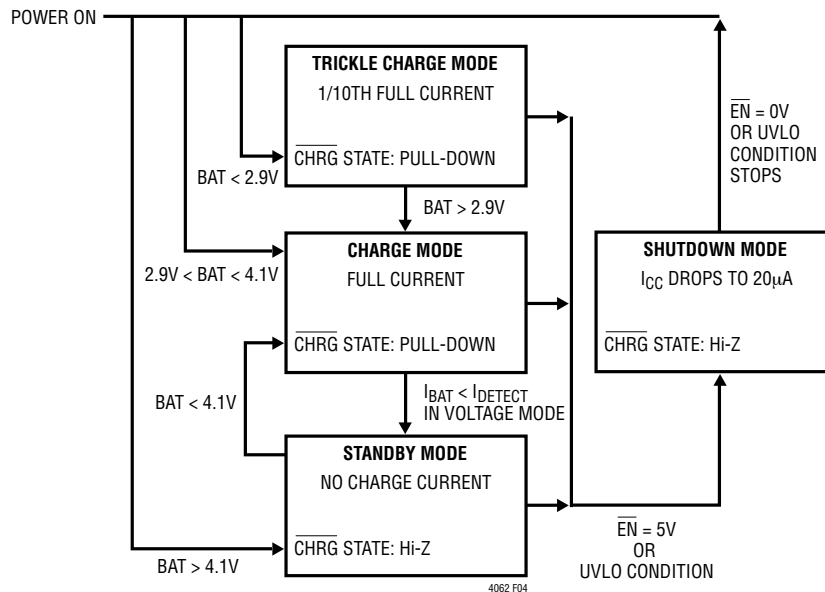 POWER ON
TRICKLE CHARGE MODE
1/10TH FULL CURRENT
CHRG STATE: PULL-DOWN
BAT < 2.9V
BAT > 2.9V
CHARGE MODE
FULL CURRENT
2.9V < BAT < 4.1V
CHRG STATE: PULL-DOWN
BAT < 4.1V
IBAT < IDETECT
IN VOLTAGE MODE
STANDBY MODE
NO CHARGE CURRENT
CHRG STATE: Hi-Z
BAT > 4.1V
EN = 0V
OR UVLO
CONDITION
STOPS
SHUTDOWN MODE
ICC DROPS TO 20µA
CHRG STATE: Hi-Z
EN = 5V
OR
UVLO CONDITION
4062 F04